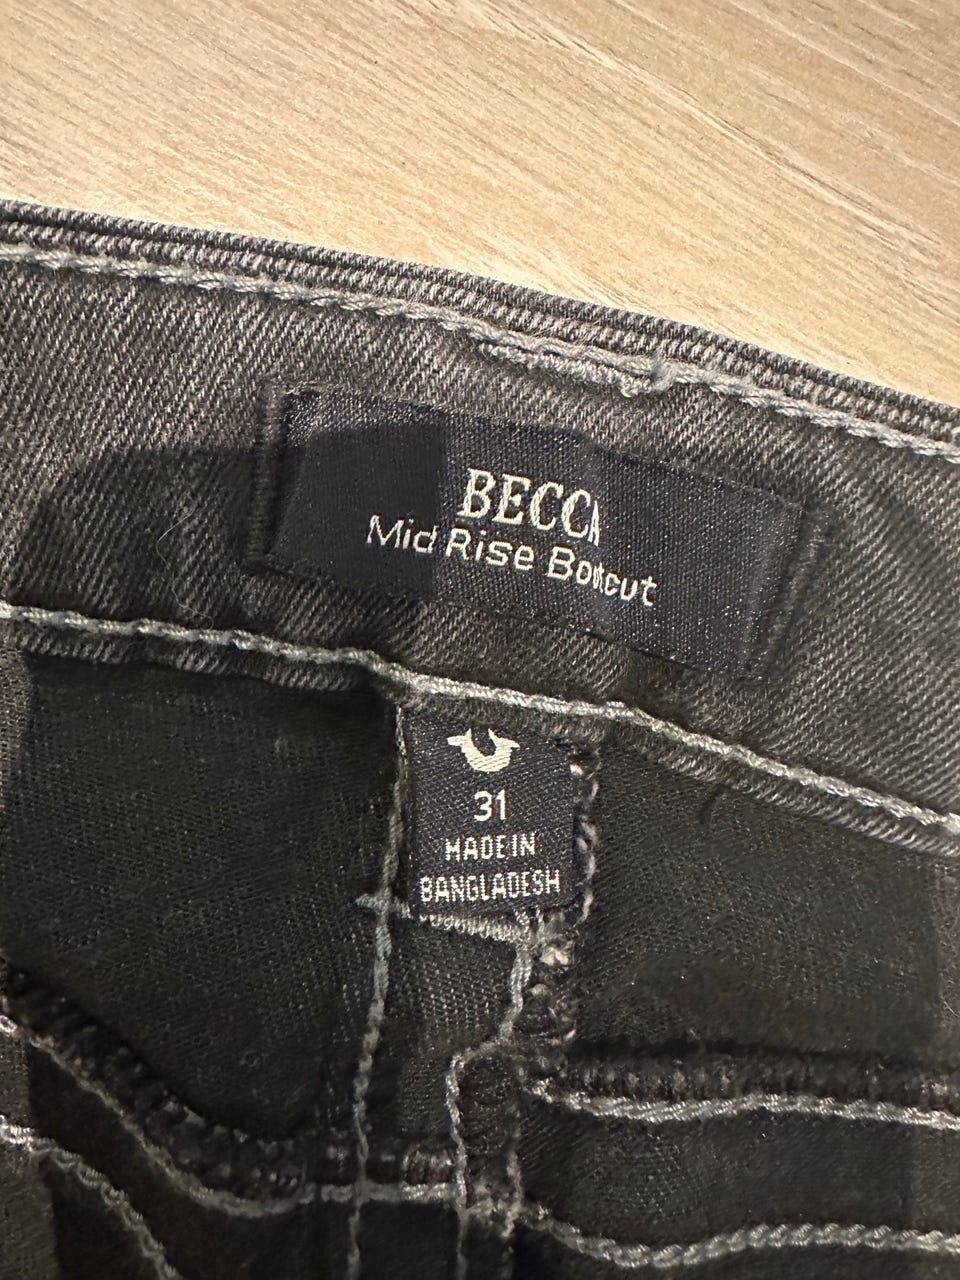 BECCA
Mid Rise Bootcut
31
MADE IN
BANGLADESH